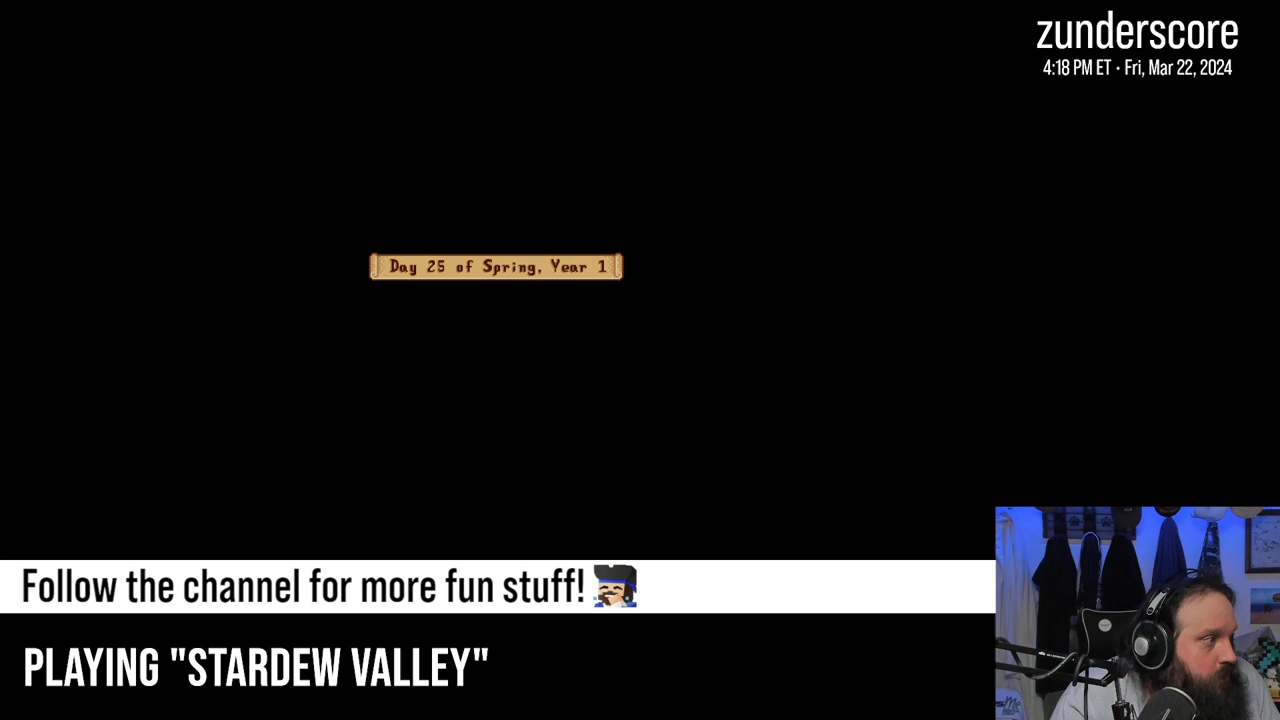 zunderscore
4:18 PM ET · Fri, Mar 22, 2024
Day 25 of Spring, Year 1
Follow the channel for more fun stuff!
PLAYING "STARDEW VALLEY"